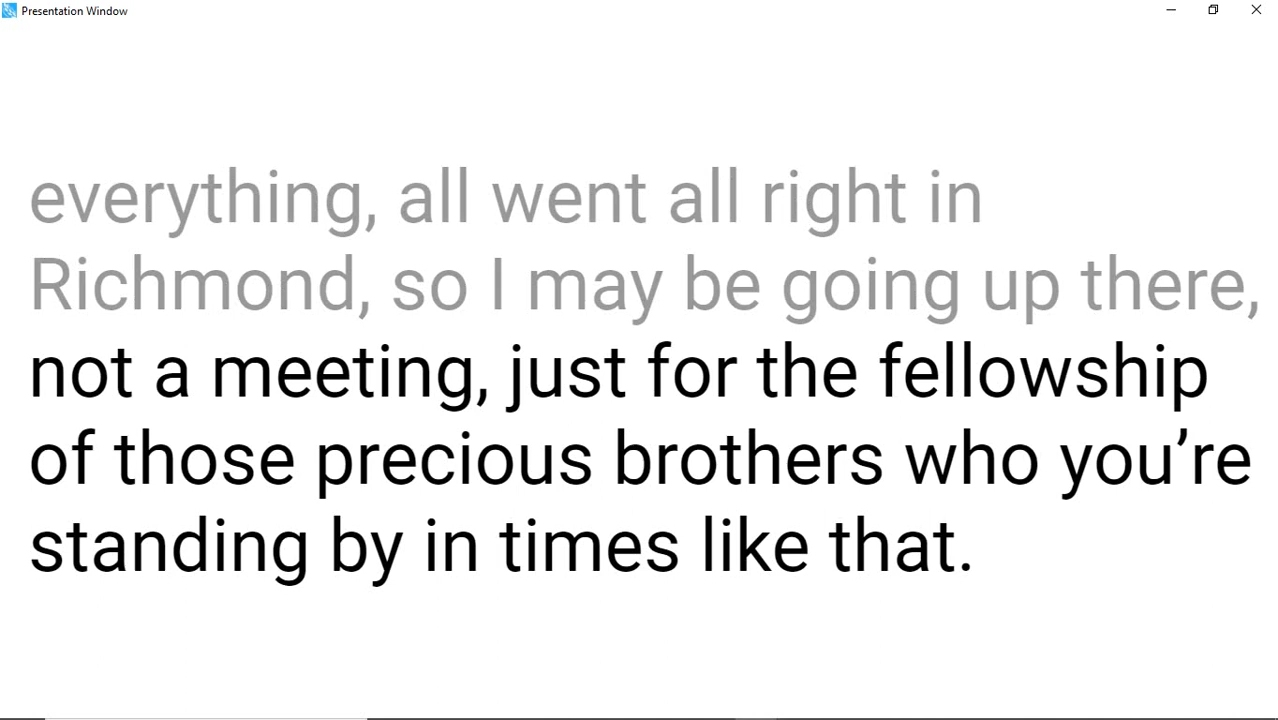 Presentation Window
everything, all went all right in
Richmond, so I may be going up there,
not a meeting, just for the fellowship
of those precious brothers who you’re
standing by in times like that.